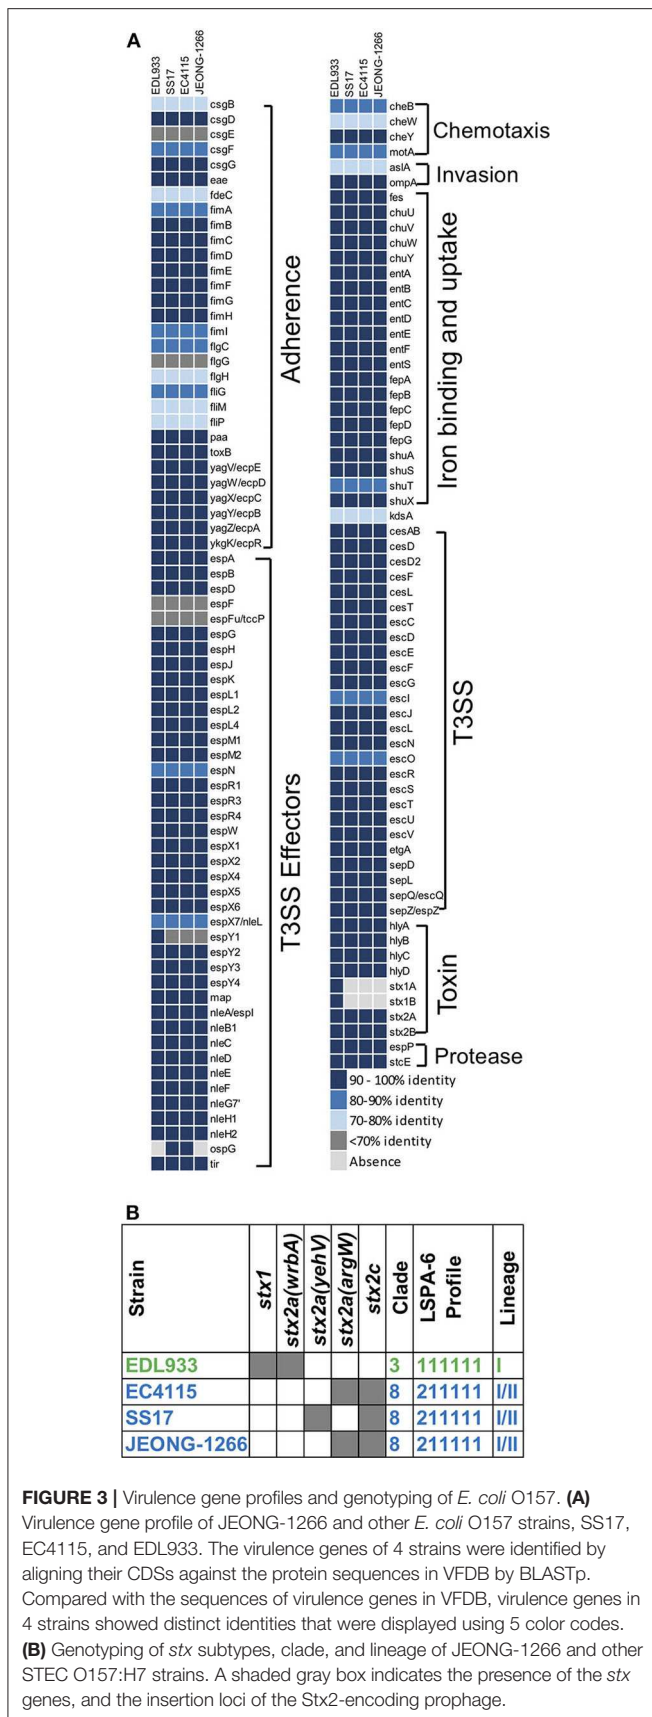 A
EDL933
SS17
EC4115
JEONG-1266
csgB
csgD
csgE
csgF
csgG
eae
fdeC
fimA
fimB
fimC
fimD
fimE
fimF
fimG
fimH
fimI
flgC
flgG
flgH
fliG
fliM
fliP
paa
toxB
yagV/ecpE
yagW/ecpD
yagX/ecpC
yagY/ecpB
yagZ/ecpA
ykgK/ecpR
Adherence
espA
espB
espD
espF
espFu/tccP
espG
espH
espJ
espK
espL1
espL2
espL4
espM1
espM2
espN
espR1
espR3
espR4
espW
espX1
espX2
espX4
espX5
espX6
espX7/nleL
espY1
espY2
espY3
espY4
map
nleA/espI
nleB1
nleC
nleD
nleE
nleF
nleG7'
nleH1
nleH2
ospG
tir
T3SS Effectors
EDL933
SS17
EC4115
JEONG-1266
cheB
cheW
cheY
motA
Chemotaxis
aslA
ompA
Invasion
fes
chuU
chuV
chuW
chuY
entA
entB
entC
entD
entE
entF
entS
fepA
fepB
fepC
fepD
fepG
shuA
shuS
shuT
shuX
Iron binding and uptake
kdsA
cesAB
cesD
cesD2
cesF
cesL
cesT
escC
escD
escE
escF
escG
escI
escJ
escL
escN
escO
escR
escS
escT
escU
escV
etgA
sepD
sepL
sepQ/escQ
sepZ/espZ
T3SS
hlyA
hlyB
hlyC
hlyD
stx1A
stx1B
stx2A
stx2B
Toxin
espP
stcE
Protease
90 - 100% identity
80-90% identity
70-80% identity
<70% identity
Absence
B
Strain
stx1
stx2a(wrbA)
stx2a(yehV)
stx2a(argW)
stx2c
Clade
LSPA-6
Profile
Lineage
EDL933 3 111111 I
EC4115 8 211111 I/II
SS17 8 211111 I/II
JEONG-1266 8 211111 I/II
FIGURE 3 | Virulence gene profiles and genotyping of E. coli O157. (A)
Virulence gene profile of JEONG-1266 and other E. coli O157 strains, SS17,
EC4115, and EDL933. The virulence genes of 4 strains were identified by
aligning their CDSs against the protein sequences in VFDB by BLASTp.
Compared with the sequences of virulence genes in VFDB, virulence genes in
4 strains showed distinct identities that were displayed using 5 color codes.
(B) Genotyping of stx subtypes, clade, and lineage of JEONG-1266 and other
STEC O157:H7 strains. A shaded gray box indicates the presence of the stx
genes, and the insertion loci of the Stx2-encoding prophage.